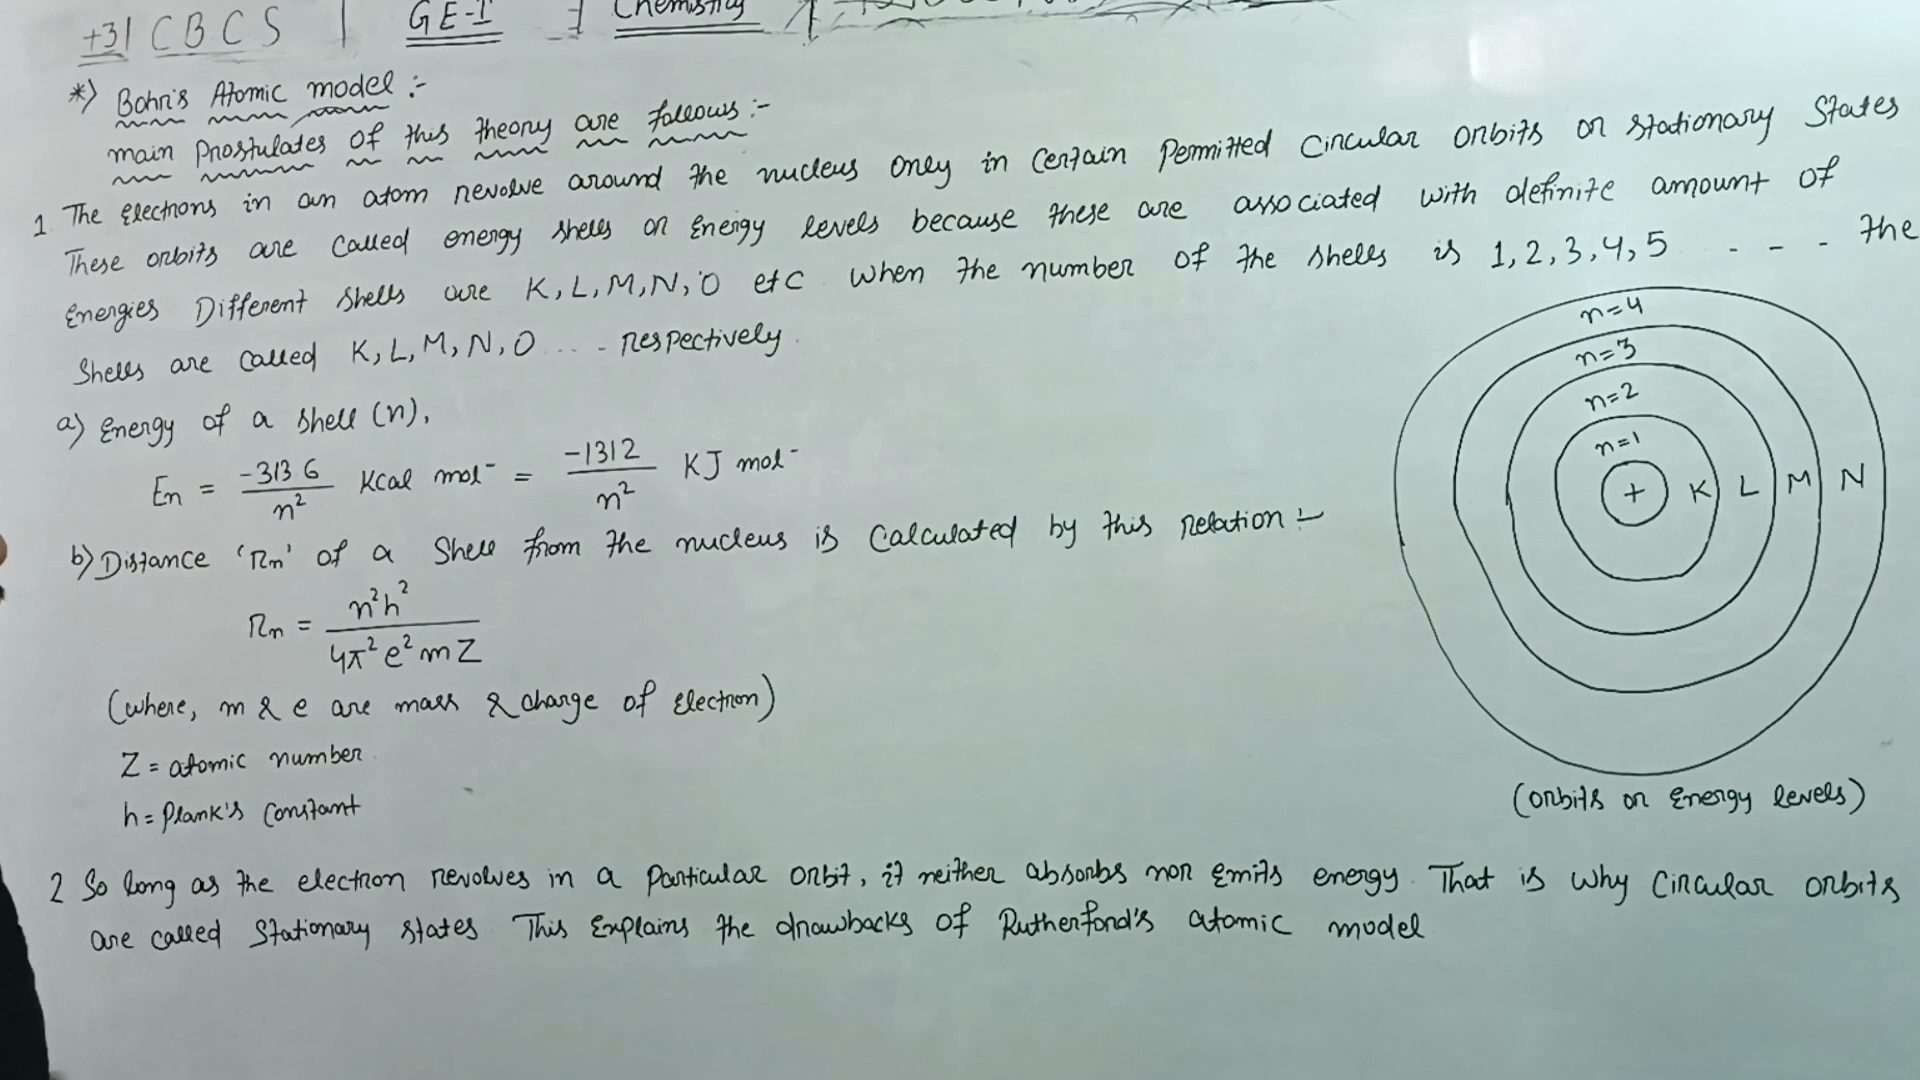 +3 | C B C S | GE-I | Chemistry
*) Bohr's Atomic model :-
main Prostulates of this theory are follows :-
1. The Electrons in an atom revolve around the nucleus only in Certain Permitted Circular orbits or stationary States
These orbits are called energy shells or Energy levels because these are associated with definite amount of
Energies Different shells are K, L, M, N, O etc when the number of the shells is 1, 2, 3, 4, 5 - - - the
Shells are called K, L, M, N, O ... - respectively.
a) Energy of a shell (n),
En = -313.6/n² Kcal mol⁻ = -1312/n² KJ mol⁻
b) Distance 'rn' of a Shell from the nucleus is Calculated by this relation :-
rn = n²h²/4π²e²mZ
(where, m & e are mass & charge of Electron)
Z = atomic number
h = Plank's Constant
n=4
n=3
n=2
n=1
+ K L M N
(orbits or Energy levels)
2 So long as the electron revolves in a Particular orbit, it neither absorbs nor Emits energy. That is why Circular orbits
are called Stationary states This Explains the drawbacks of Rutherford's atomic model